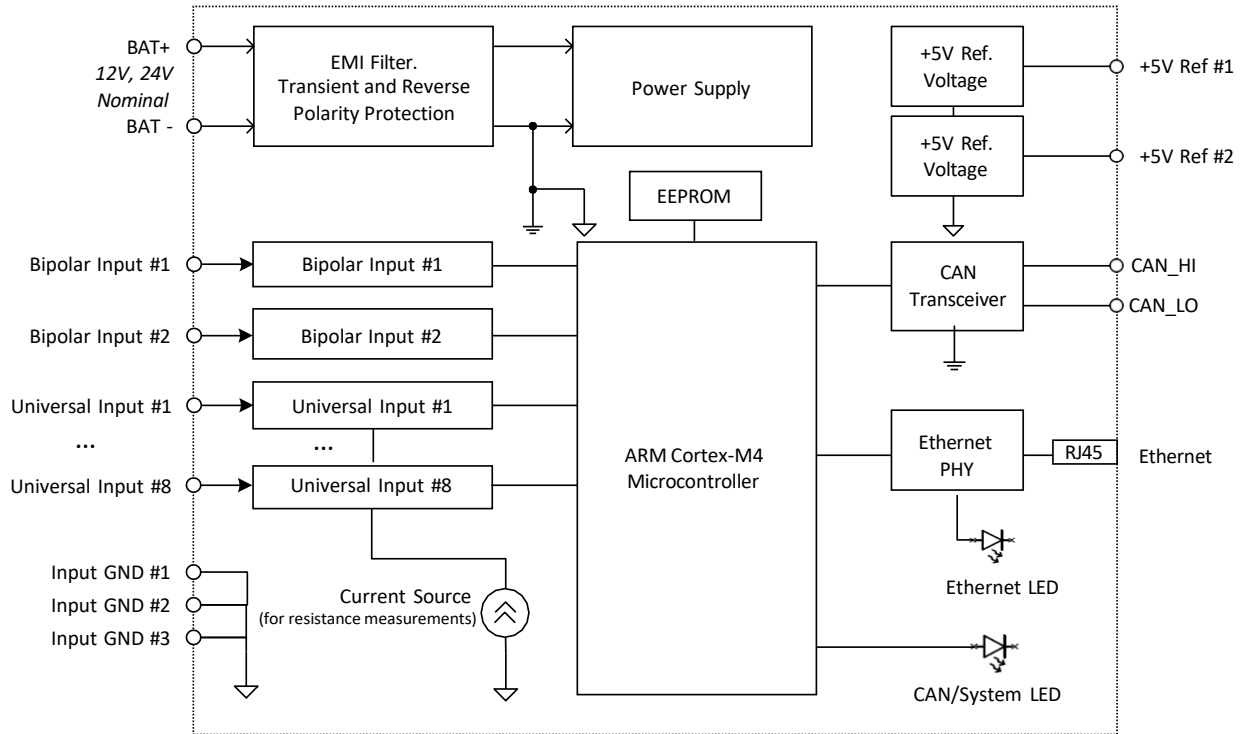 BAT+
12V, 24V
Nominal
BAT -
EMI Filter.
Transient and Reverse
Polarity Protection
Power Supply
+5V Ref.
Voltage
+5V Ref #1
+5V Ref.
Voltage
+5V Ref #2
EEPROM
Bipolar Input #1
Bipolar Input #1
CAN
Transceiver
CAN_HI
CAN_LO
Bipolar Input #2
Bipolar Input #2
Universal Input #1
Universal Input #1
...
...
Universal Input #8
Universal Input #8
ARM Cortex-M4
Microcontroller
Ethernet
PHY
RJ45
Ethernet
Ethernet LED
Input GND #1
Input GND #2
Input GND #3
Current Source
(for resistance measurements)
CAN/System LED